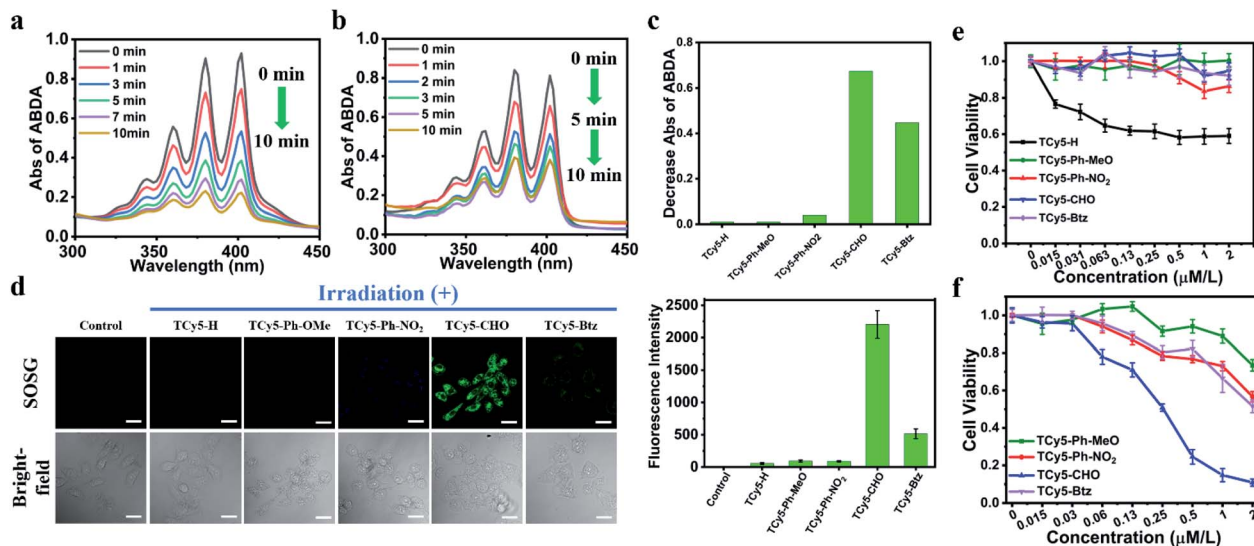 a
Abs of ABDA
1.0
0.8
0.6
0.4
0.2
0.0
0 min
1 min
3 min
5 min
7 min
10min
0 min
10 min
300 350 400 450
Wavelength (nm)
b
Abs of ABDA
1.0
0.8
0.6
0.4
0.2
0.0
0 min
1 min
2 min
3 min
5 min
10 min
0 min
5 min
10 min
300 350 400 450
Wavelength (nm)
c
Decrease Abs of ABDA
0.8
0.6
0.4
0.2
0.0
TCy5-H
TCy5-Ph-MeO
TCy5-Ph-NO2
TCy5-CHO
TCy5-Btz
d
Irradiation (+)
Control TCy5-H TCy5-Ph-OMe TCy5-Ph-NO₂ TCy5-CHO TCy5-Btz
SOSG
Bright-
field
Fluorescence Intensity
2500
2000
1500
1000
500
0
Control
TCy5-H
TCy5-Ph-MeO
TCy5-Ph-NO₂
TCy5-CHO
TCy5-Btz
e
Cell Viability
1.0
0.8
0.6
0.4
0.2
0.0
TCy5-H
TCy5-Ph-MeO
TCy5-Ph-NO₂
TCy5-CHO
TCy5-Btz
0 0.015 0.031 0.063 0.13 0.25 0.5 1 2
Concentration (μM/L)
f
Cell Viability
1.0
0.8
0.6
0.4
0.2
0.0
TCy5-Ph-MeO
TCy5-Ph-NO₂
TCy5-CHO
TCy5-Btz
0 0.015 0.03 0.06 0.13 0.25 0.5 1 2
Concentration (μM/L)